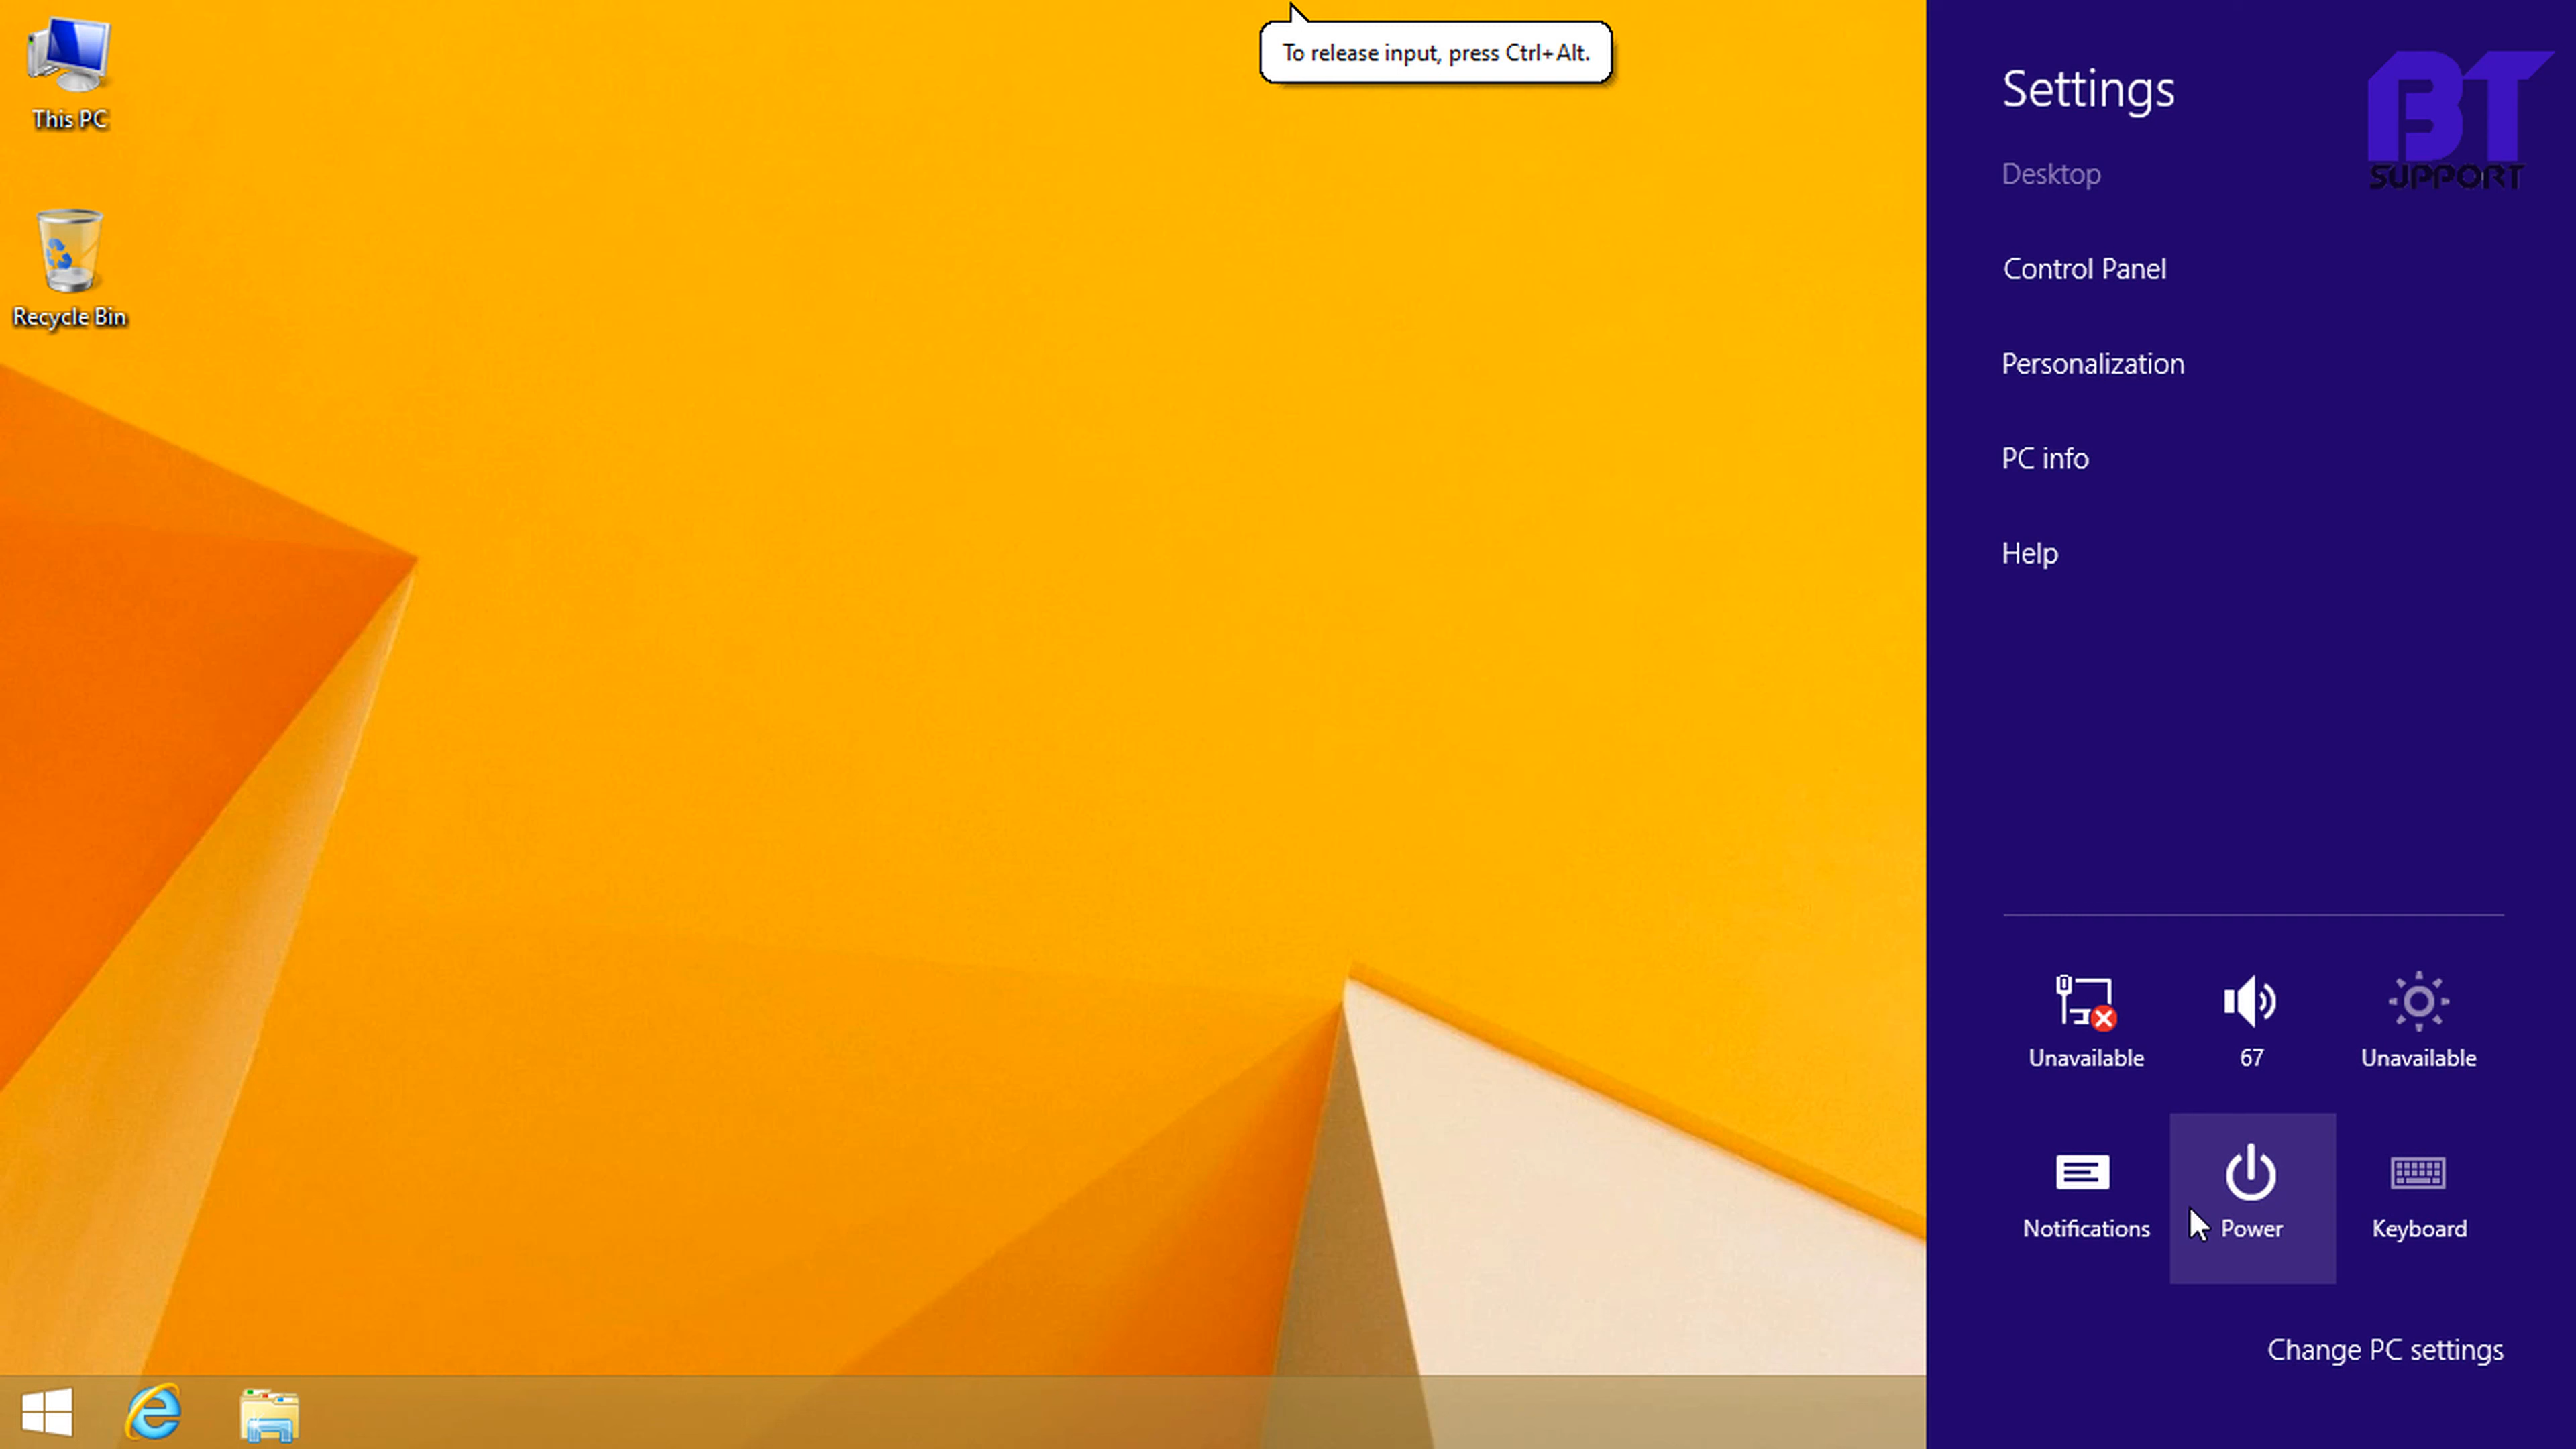 This PC
Recycle Bin
To release input, press Ctrl+Alt.
Settings
BT
SUPPORT
Desktop
Control Panel
Personalization
PC info
Help
Unavailable
67
Unavailable
Notifications
Power
Keyboard
Change PC settings